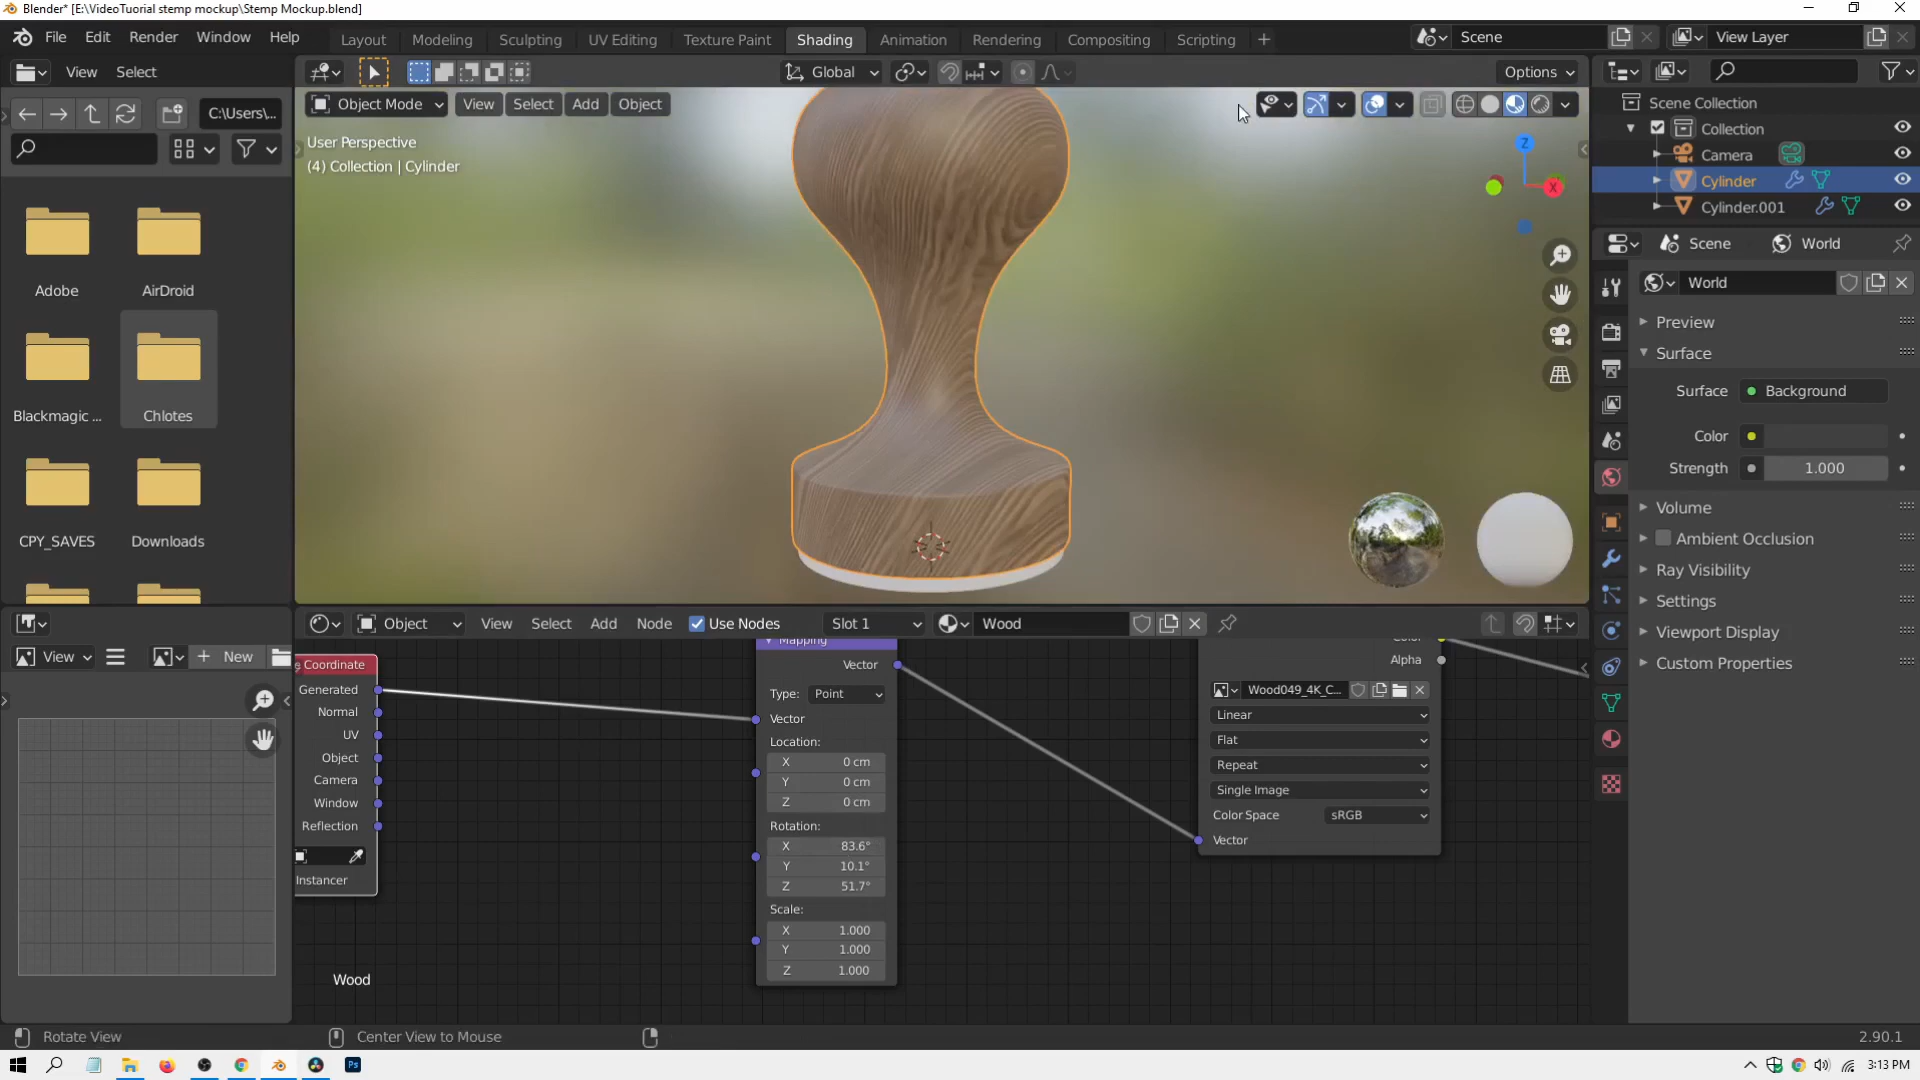 Blender* [E:\VideoTuorial stemp mockup\Stemp Mockup.blend]
File Edit Render Window Help
Layout Modeling Sculpting UV Editing Texture Paint Shading Animation Rendering Compositing Scripting
Scene View Layer
View Select
Global
Options
C:\Users\...
Object Mode View Select Add Object
User Perspective
(4) Collection | Cylinder
Z
X
Scene Collection
Collection
Camera
Cylinder
Cylinder.001
Scene World
World
Preview
Surface
Surface Background
Color
Strength 1.000
Volume
Ambient Occlusion
Ray Visibility
Settings
Viewport Display
Custom Properties
Adobe AirDroid
Blackmagic ... Chlotes
CPY_SAVES Downloads
View New
Object View Select Add Node Use Nodes Slot 1 Wood
e Coordinate
Generated
Normal
UV
Object
Camera
Window
Reflection
Instancer
Mapping
Vector
Type: Point
Vector
Location:
X 0 cm
Y 0 cm
Z 0 cm
Rotation:
X 83.6°
Y 10.1°
Z 51.7°
Scale:
X 1.000
Y 1.000
Z 1.000
Color
Alpha
Wood049_4K_C...
Linear
Flat
Repeat
Single Image
Color Space sRGB
Vector
Wood
Rotate View Center View to Mouse 2.90.1
Ps
3:13 PM